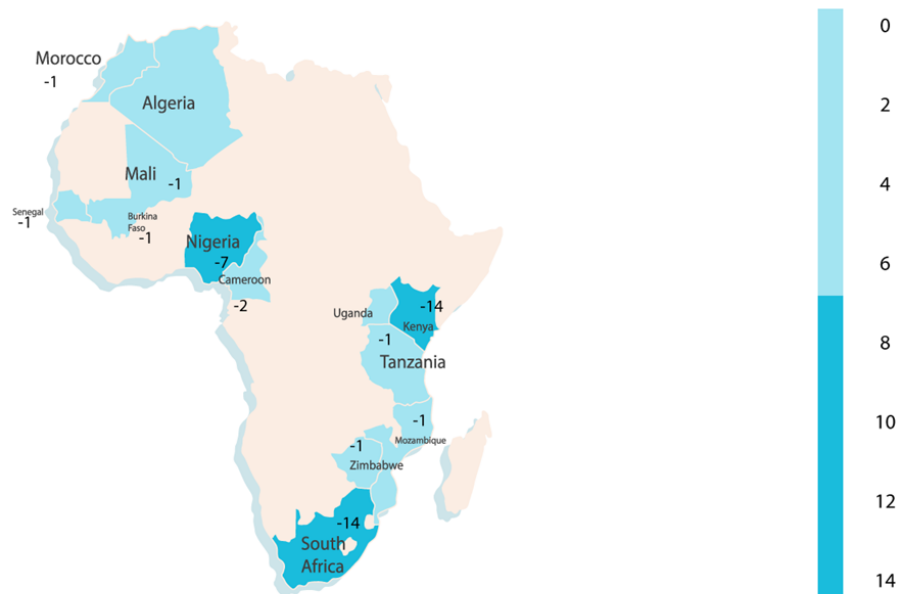 Morocco
-1
Algeria
Mali
-1
Senegal
-1
Burkina
Faso
-1
Nigeria
-7
Cameroon
-2
Uganda
-14
Kenya
-1
Tanzania
-1
Mozambique
-1
Zimbabwe
-14
South
Africa
0
2
4
6
8
10
12
14